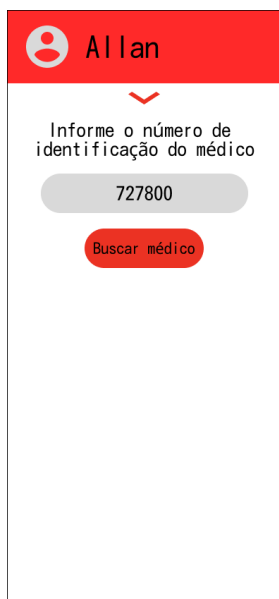 Allan
Informe o número de
identificação do médico
727800
Buscar médico